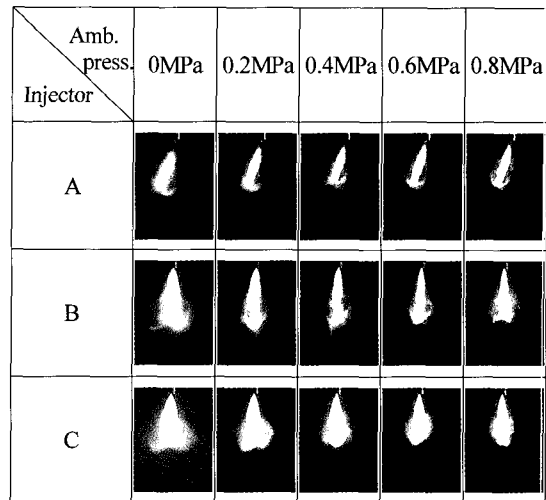 Amb.
press.
Injector
0MPa
0.2MPa
0.4MPa
0.6MPa
0.8MPa
A
B
C